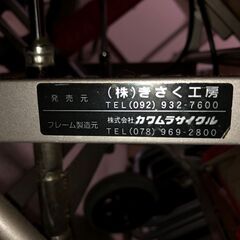 発売元 (株)きさく工房
TEL(092)932-7600
フレーム製造元 株式会社カワムラサイクル
TEL(078)969-2800